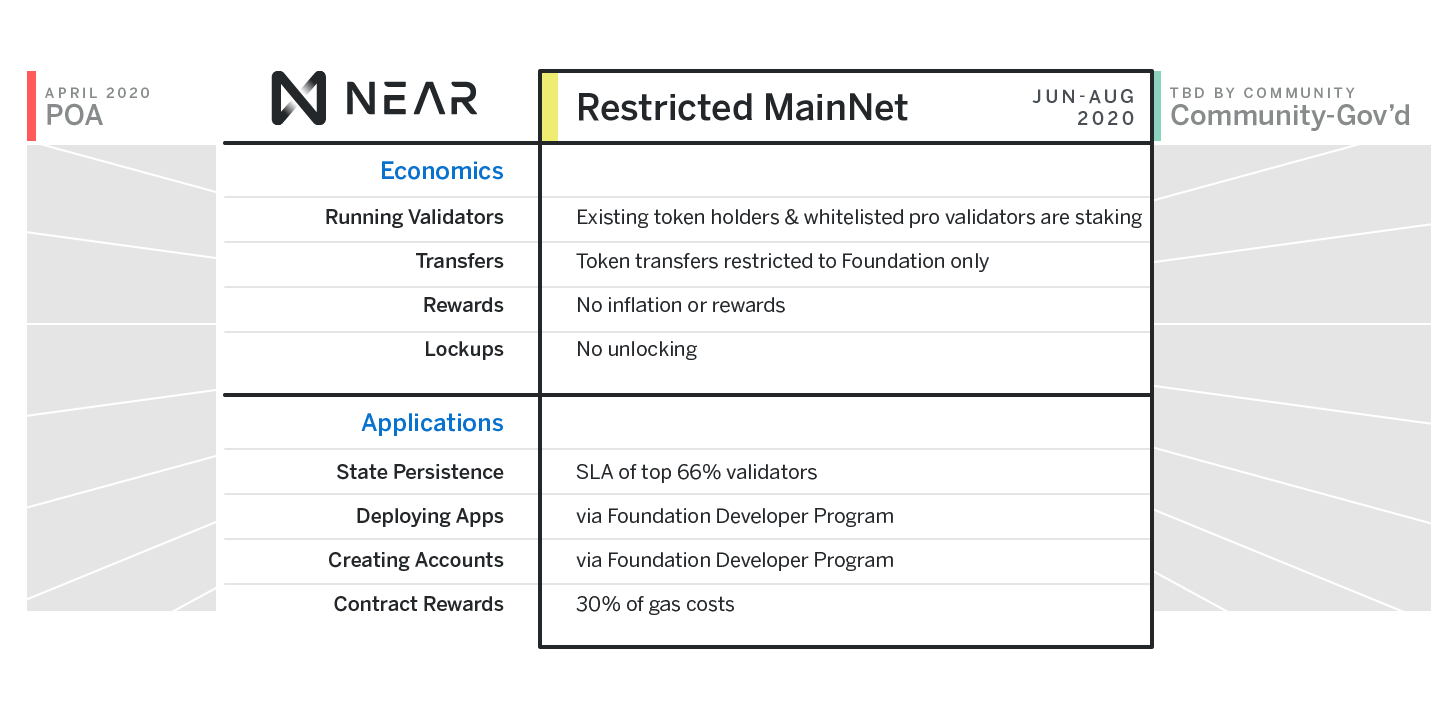 APRIL 2020
POA
NEAR
Restricted MainNet
JUN-AUG
2020
TBD BY COMMUNITY
Community-Gov’d
Economics
Running Validators Existing token holders & whitelisted pro validators are staking
Transfers Token transfers restricted to Foundation only
Rewards No inflation or rewards
Lockups No unlocking
Applications
State Persistence SLA of top 66% validators
Deploying Apps via Foundation Developer Program
Creating Accounts via Foundation Developer Program
Contract Rewards 30% of gas costs